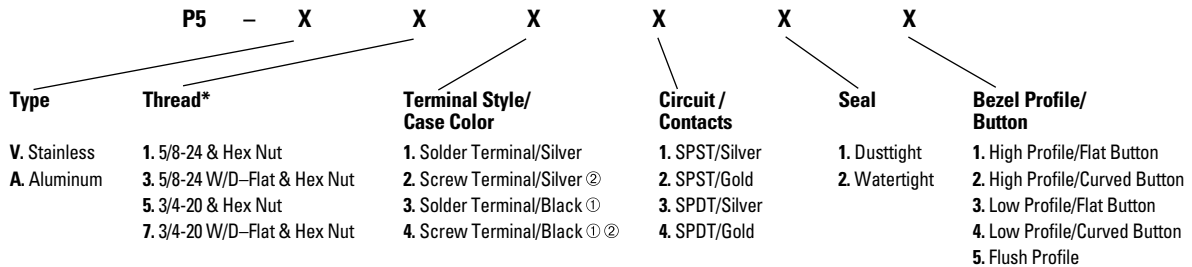 P5 – X X X X X X
Type
V. Stainless
A. Aluminum
Thread*
1. 5/8-24 & Hex Nut
3. 5/8-24 W/D–Flat & Hex Nut
5. 3/4-20 & Hex Nut
7. 3/4-20 W/D–Flat & Hex Nut
Terminal Style/
Case Color
1. Solder Terminal/Silver
2. Screw Terminal/Silver ②
3. Solder Terminal/Black ①
4. Screw Terminal/Black ① ②
Circuit /
Contacts
1. SPST/Silver
2. SPST/Gold
3. SPDT/Silver
4. SPDT/Gold
Seal
1. Dusttight
2. Watertight
Bezel Profile/
Button
1. High Profile/Flat Button
2. High Profile/Curved Button
3. Low Profile/Flat Button
4. Low Profile/Curved Button
5. Flush Profile